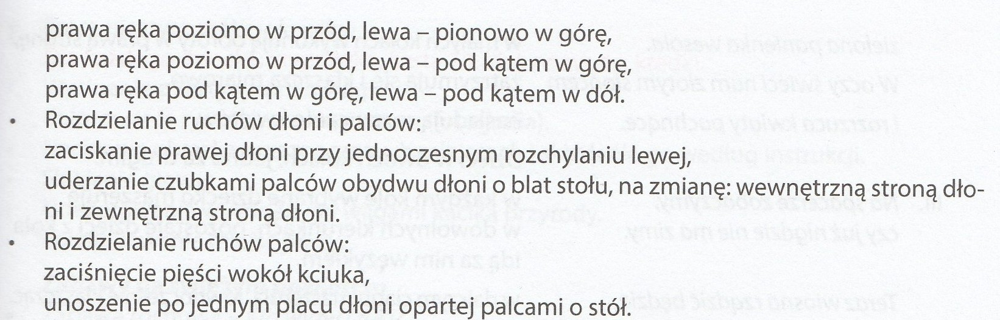 prawa ręka poziomo w przód, lewa – pionowo w górę,
prawa ręka poziomo w przód, lewa – pod kątem w górę,
prawa ręka pod kątem w górę, lewa – pod kątem w dół.
• Rozdzielanie ruchów dłoni i palców:
zaciskanie prawej dłoni przy jednoczesnym rozchylaniu lewej,
uderzanie czubkami palców obydwu dłoni o blat stołu, na zmianę: wewnętrzną stroną dło-
ni i zewnętrzną stroną dłoni.
• Rozdzielanie ruchów palców:
zaciśnięcie pięści wokół kciuka,
unoszenie po jednym placu dłoni opartej palcami o stół.